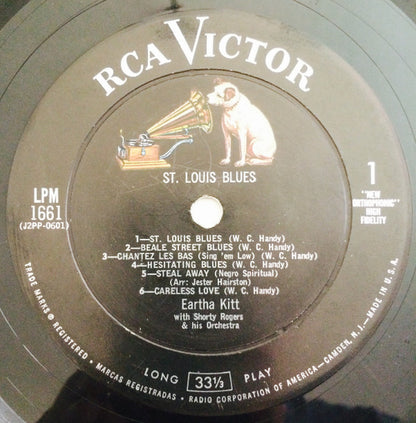 RCA VICTOR
ST. LOUIS BLUES
LPM
1661
(J2PP-0601)
1
"NEW
ORTHOPHONIC"
HIGH
FIDELITY
1—ST. LOUIS BLUES (W. C. Handy)
2—BEALE STREET BLUES (W. C. Handy)
3—CHANTEZ LES BAS (Sing 'em Low) (W. C. Handy)
4—HESITATING BLUES (W. C. Handy)
5—STEAL AWAY (Negro Spiritual)
(Arr: Jester Hairston)
6—CARELESS LOVE (W. C. Handy)
Eartha Kitt
with Shorty Rogers
& his Orchestra
LONG 33⅓ PLAY
TRADE MARKS ® REGISTERED • MARCAS REGISTRADAS • RADIO CORPORATION OF AMERICA—CAMDEN, N. J.—MADE IN U.S.A.